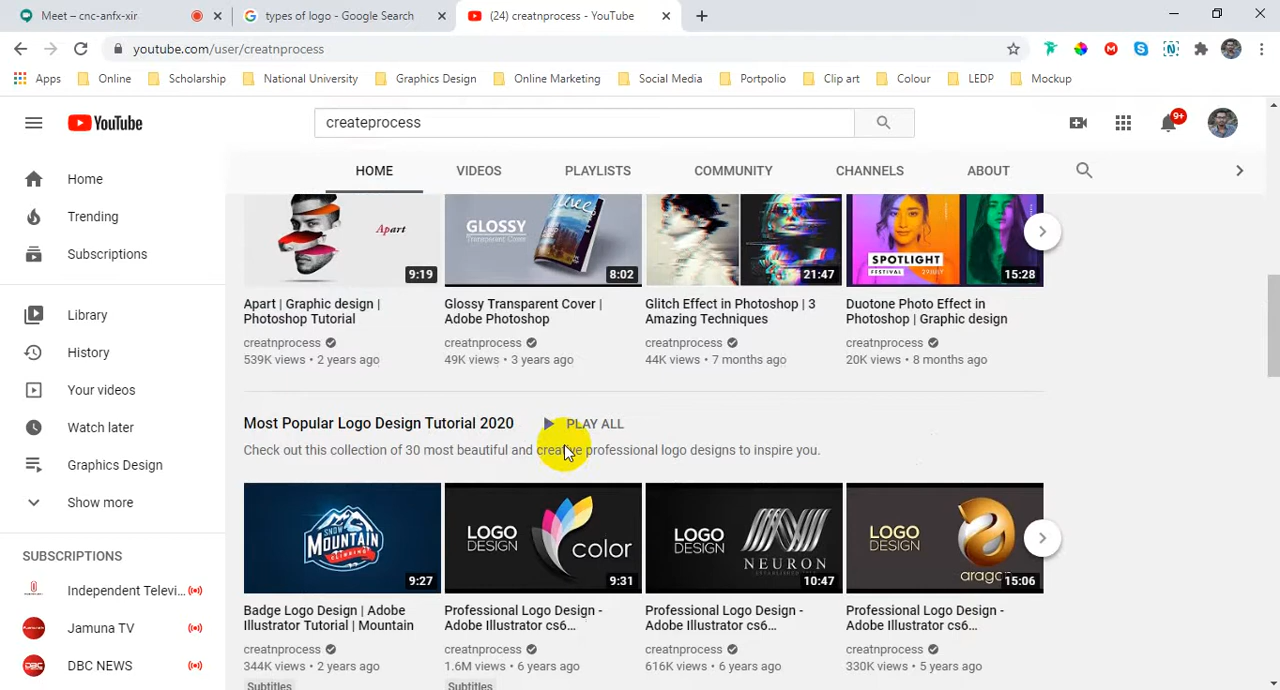 Meet – cnc-anfx-xir
types of logo - Google Search
(24) creatnprocess - YouTube
youtube.com/user/creatnprocess
Apps
Online
Scholarship
National University
Graphics Design
Online Marketing
Social Media
Portpolio
Clip art
Colour
LEDP
Mockup
YouTube
createprocess
9+
HOME
VIDEOS
PLAYLISTS
COMMUNITY
CHANNELS
ABOUT
Home
Trending
Subscriptions
Library
History
Your videos
Watch later
Graphics Design
Show more
SUBSCRIPTIONS
Independent Televi...
Jamuna TV
DBC NEWS
Apart
9:19
GLOSSY
Transparent Cover
8:02
21:47
SPOTLIGHT
FESTIVAL 29JULY
15:28
Apart | Graphic design |
Photoshop Tutorial
creatnprocess
539K views • 2 years ago
Glossy Transparent Cover |
Adobe Photoshop
creatnprocess
49K views • 3 years ago
Glitch Effect in Photoshop | 3
Amazing Techniques
creatnprocess
44K views • 7 months ago
Duotone Photo Effect in
Photoshop | Graphic design
creatnprocess
20K views • 8 months ago
Most Popular Logo Design Tutorial 2020
PLAY ALL
Check out this collection of 30 most beautiful and creative professional logo designs to inspire you.
SNOW
MOUNTAIN
CLIMBING
9:27
LOGO
DESIGN
color
9:31
LOGO
DESIGN
NEURON
10:47
LOGO
DESIGN
aragon
15:06
Badge Logo Design | Adobe
Illustrator Tutorial | Mountain
creatnprocess
344K views • 2 years ago
Subtitles
Professional Logo Design -
Adobe Illustrator cs6...
creatnprocess
1.6M views • 6 years ago
Subtitles
Professional Logo Design -
Adobe Illustrator cs6...
creatnprocess
616K views • 6 years ago
Professional Logo Design -
Adobe Illustrator cs6...
creatnprocess
330K views • 5 years ago